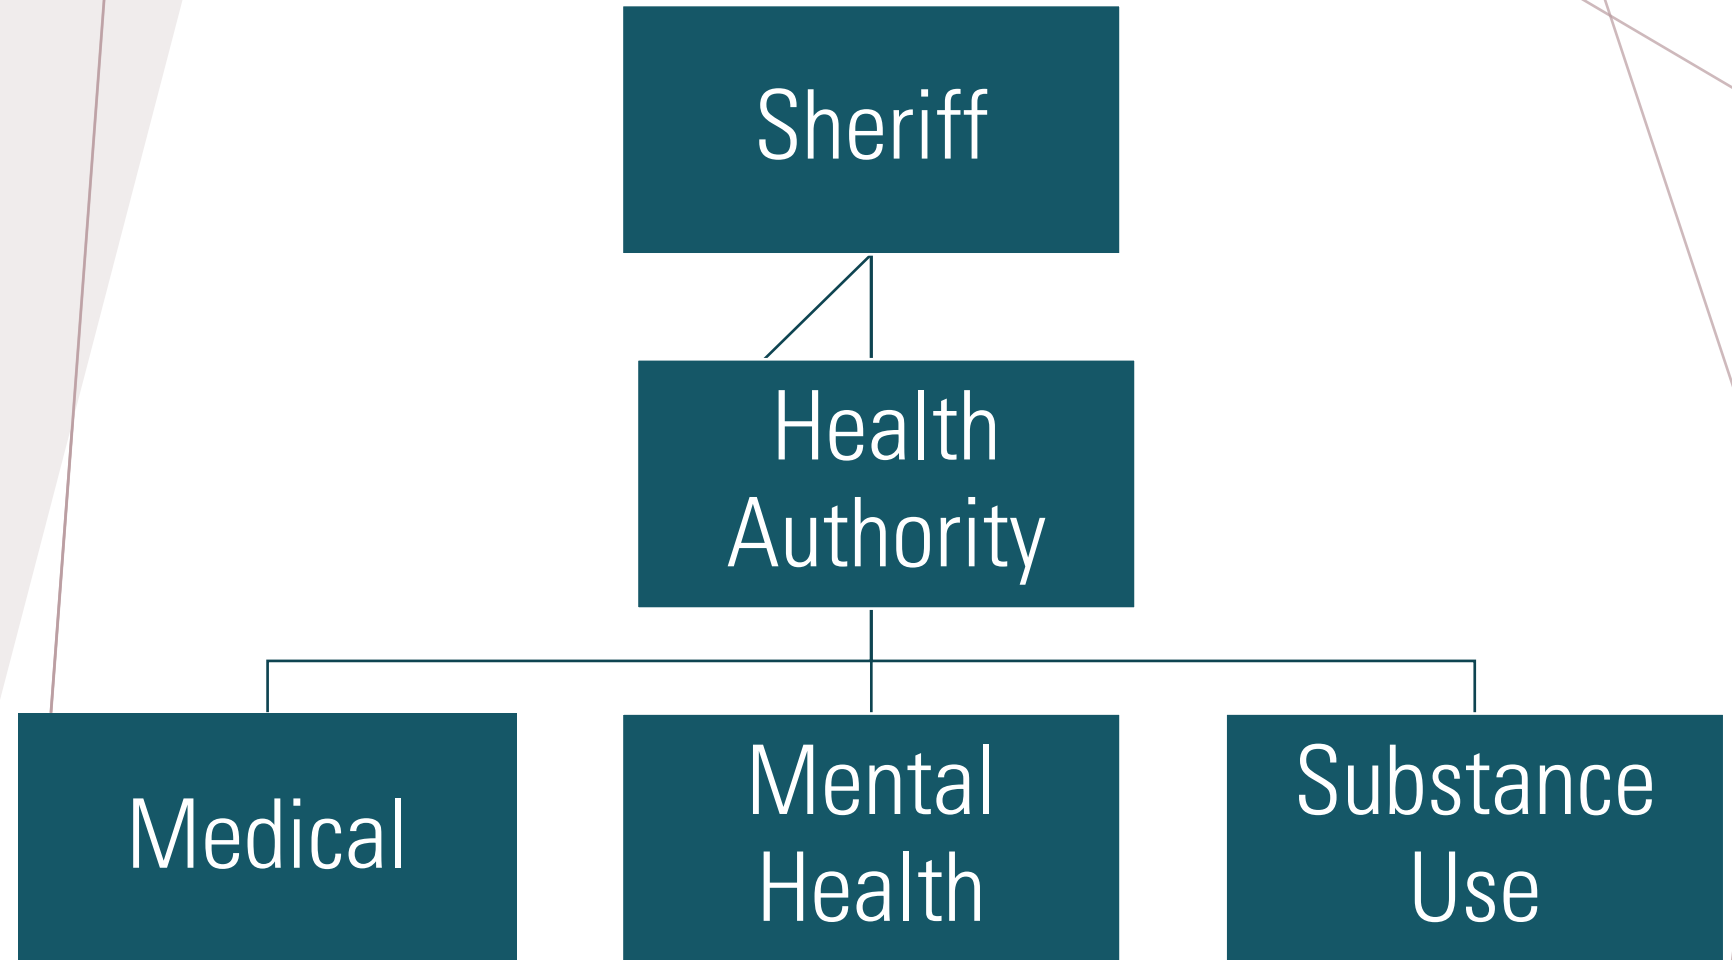 Sheriff
Health
Authority
Medical
Mental
Health
Substance
Use